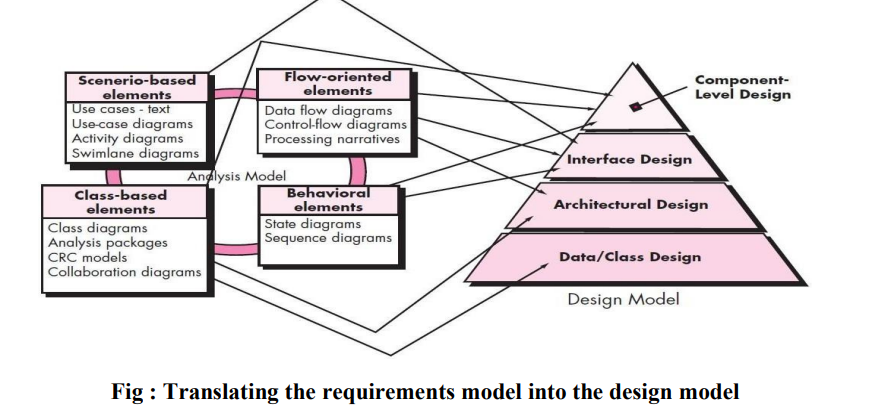 Scenerio-based
elements
Use cases - text
Use-case diagrams
Activity diagrams
Swimlane diagrams
Flow-oriented
elements
Data flow diagrams
Control-flow diagrams
Processing narratives
Analysis Model
Class-based
elements
Class diagrams
Analysis packages
CRC models
Collaboration diagrams
Behavioral
elements
State diagrams
Sequence diagrams
Component-
Level Design
Interface Design
Architectural Design
Data/Class Design
Design Model
Fig : Translating the requirements model into the design model